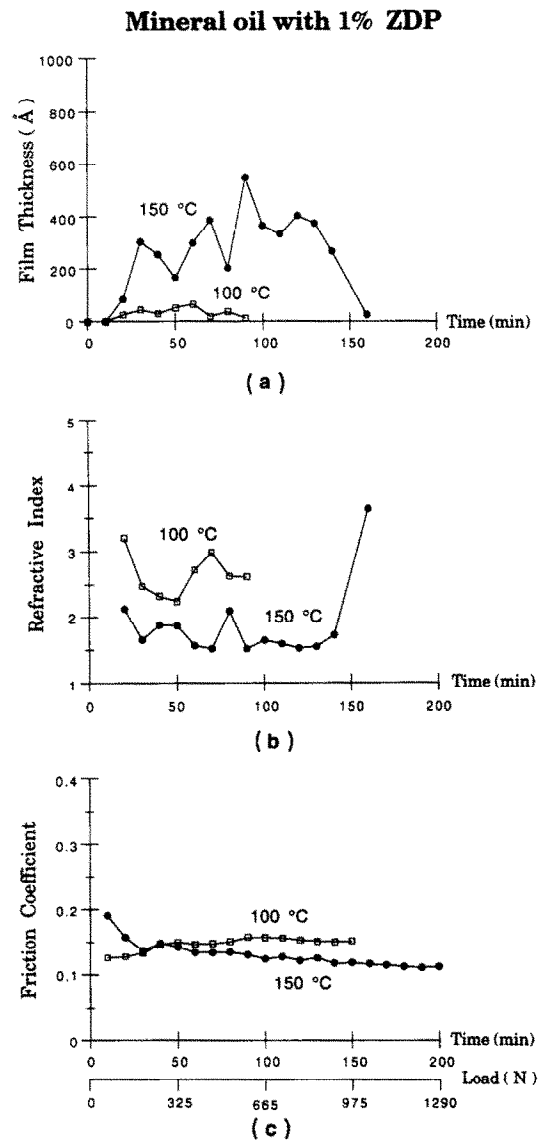 Mineral oil with 1% ZDP
1000
800
600
400
200
0
Film Thickness ( Å )
150 °C
100 °C
Time (min)
0 50 100 150 200
( a )
5
4
3
2
1
Refractive Index
100 °C
150 °C
Time (min)
0 50 100 150 200
( b )
0.4
0.3
0.2
0.1
0
Friction Coefficient
100 °C
150 °C
Time (min)
0 50 100 150 200
Load ( N )
0 325 665 975 1290
( c )